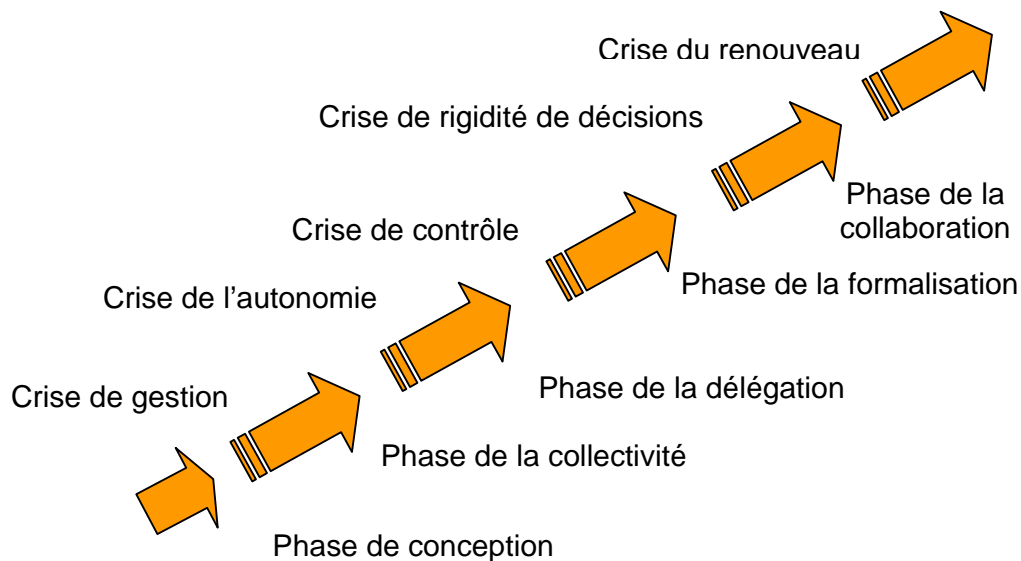 Crise du renouveau
Crise de rigidité de décisions
Phase de la
collaboration
Crise de contrôle
Phase de la formalisation
Crise de l’autonomie
Phase de la délégation
Crise de gestion
Phase de la collectivité
Phase de conception